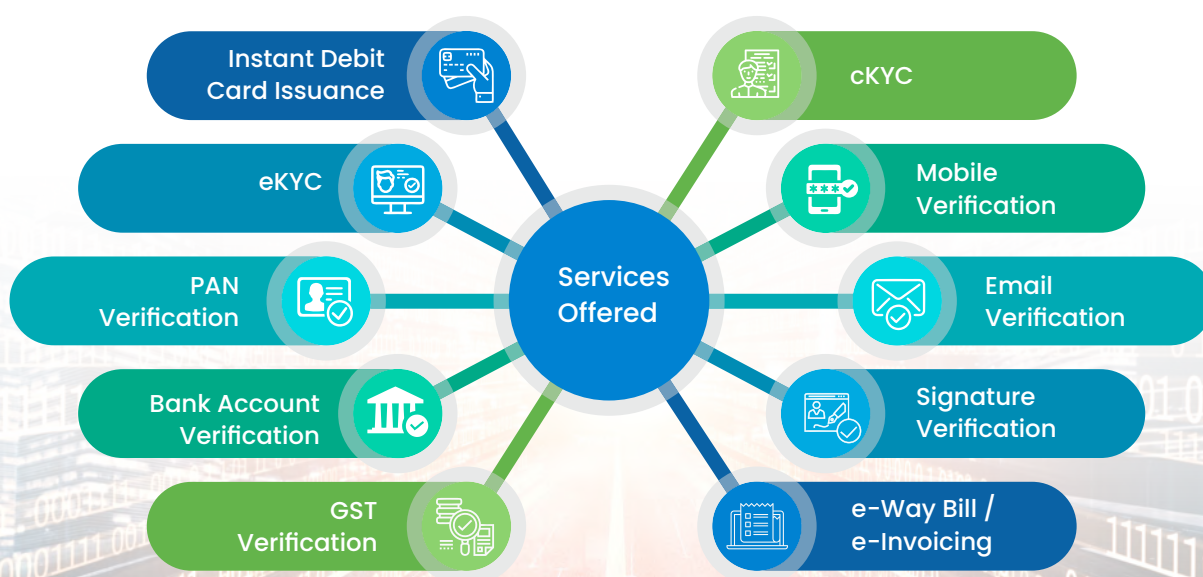 Services
Offered
Instant Debit
Card Issuance
eKYC
PAN
Verification
Bank Account
Verification
GST
Verification
cKYC
Mobile
Verification
Email
Verification
Signature
Verification
e-Way Bill /
e-Invoicing